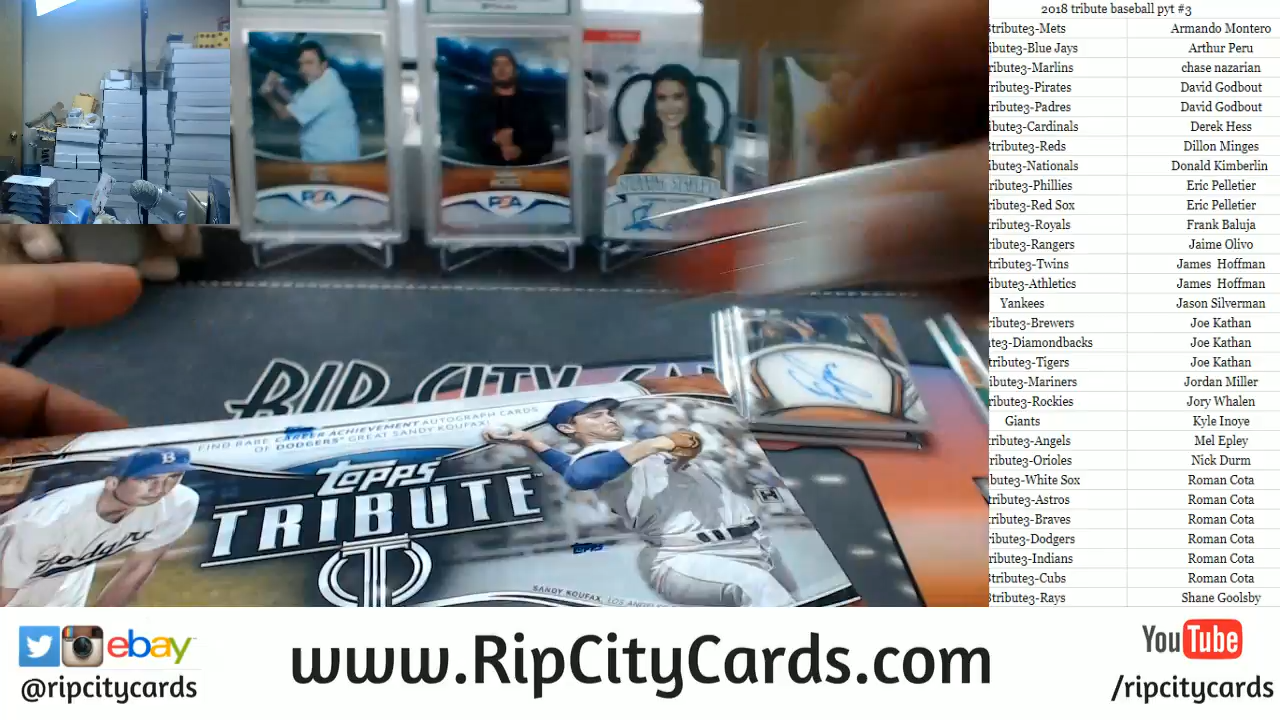 2018 tribute baseball pyt #3
tribute3-Mets Armando Montero
ibute3-Blue Jays Arthur Peru
ribute3-Marlins chase nazarian
ribute3-Pirates David Godbout
ribute3-Padres David Godbout
ibute3-Cardinals Derek Hess
tribute3-Reds Dillon Minges
ibute3-Nationals Donald Kimberlin
ribute3-Phillies Eric Pelletier
ibute3-Red Sox Eric Pelletier
ribute3-Royals Frank Baluja
ribute3-Rangers Jaime Olivo
ribute3-Twins James Hoffman
ibute3-Athletics James Hoffman
Yankees Jason Silverman
ribute3-Brewers Joe Kathan
te3-Diamondbacks Joe Kathan
ribute3-Tigers Joe Kathan
ribute3-Mariners Jordan Miller
ribute3-Rockies Jory Whalen
Giants Kyle Inoye
ribute3-Angels Mel Epley
ribute3-Orioles Nick Durm
bute3-White Sox Roman Cota
ribute3-Astros Roman Cota
ribute3-Braves Roman Cota
ribute3-Dodgers Roman Cota
ribute3-Indians Roman Cota
tribute3-Cubs Roman Cota
tribute3-Rays Shane Goolsby
PSA
PSA
STUNNING STARLETS
RIP CITY
FIND RARE CAREER ACHIEVEMENT AUTOGRAPH CARDS
OF DODGERS GREAT SANDY KOUFAX!
B
TOPPS
TRIBUTE
T
Dodgers
TOPPS
SANDY KOUFAX, LOS ANGELES
ebay
@ripcitycards
www.RipCityCards.com
YouTube
/ripcitycards